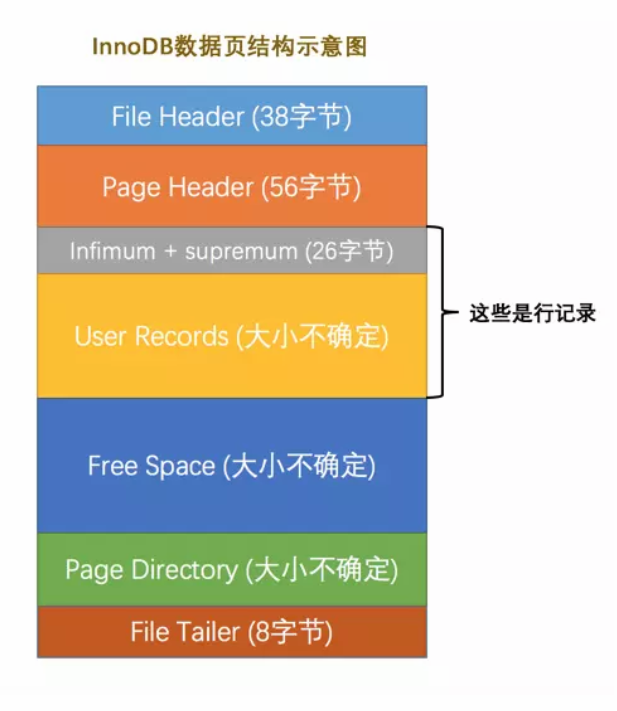 InnoDB数据页结构示意图
File Header (38字节)
Page Header (56字节)
Infimum + supremum (26字节)
User Records (大小不确定)
这些是行记录
Free Space (大小不确定)
Page Directory (大小不确定)
File Tailer (8字节)